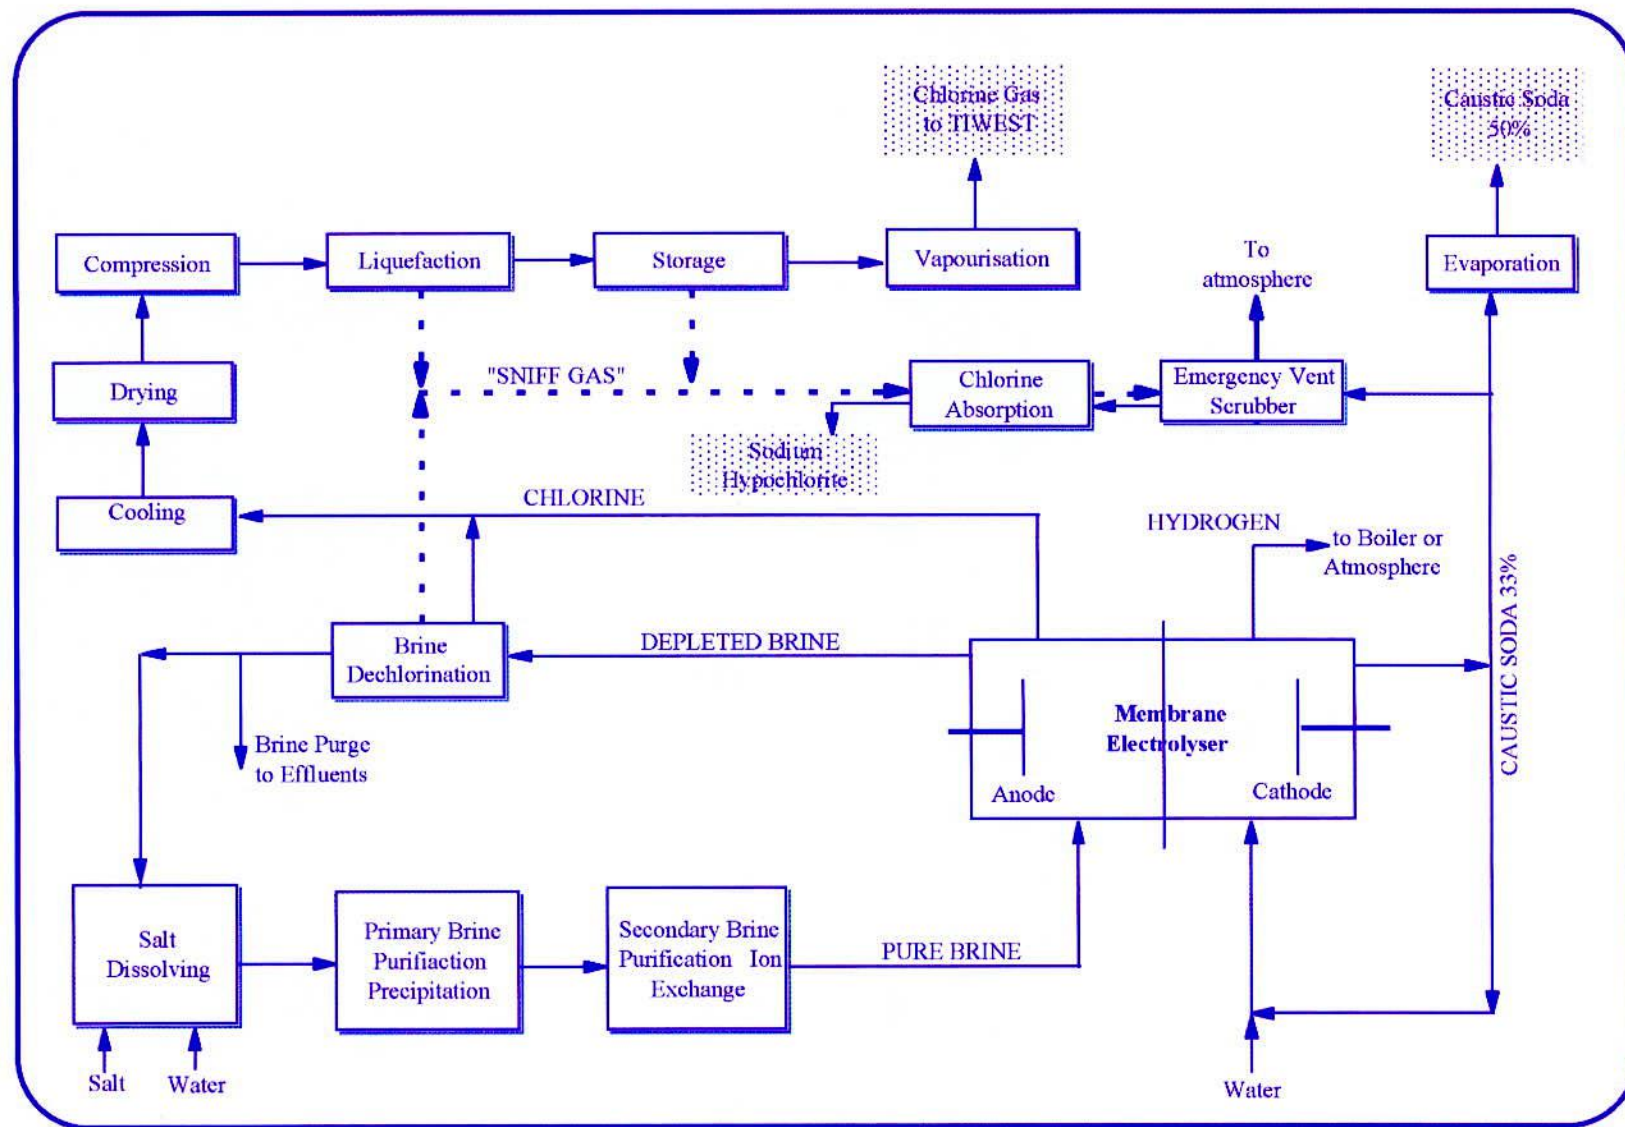 Chlorine Gas
to TIWEST
Caustic Soda
50%
Compression
Liquefaction
Storage
Vapourisation
To
atmosphere
Evaporation
Drying
"SNIFF GAS"
Chlorine
Absorption
Emergency Vent
Scrubber
Sodium
Hypochlorite
Cooling
CHLORINE
HYDROGEN
to Boiler or
Atmosphere
CAUSTIC SODA 33%
Brine
Dechlorination
DEPLETED BRINE
Membrane
Electrolyser
Brine Purge
to Effluents
Anode
Cathode
Salt
Dissolving
Primary Brine
Purifiaction
Precipitation
Secondary Brine
Purification Ion
Exchange
PURE BRINE
Salt
Water
Water